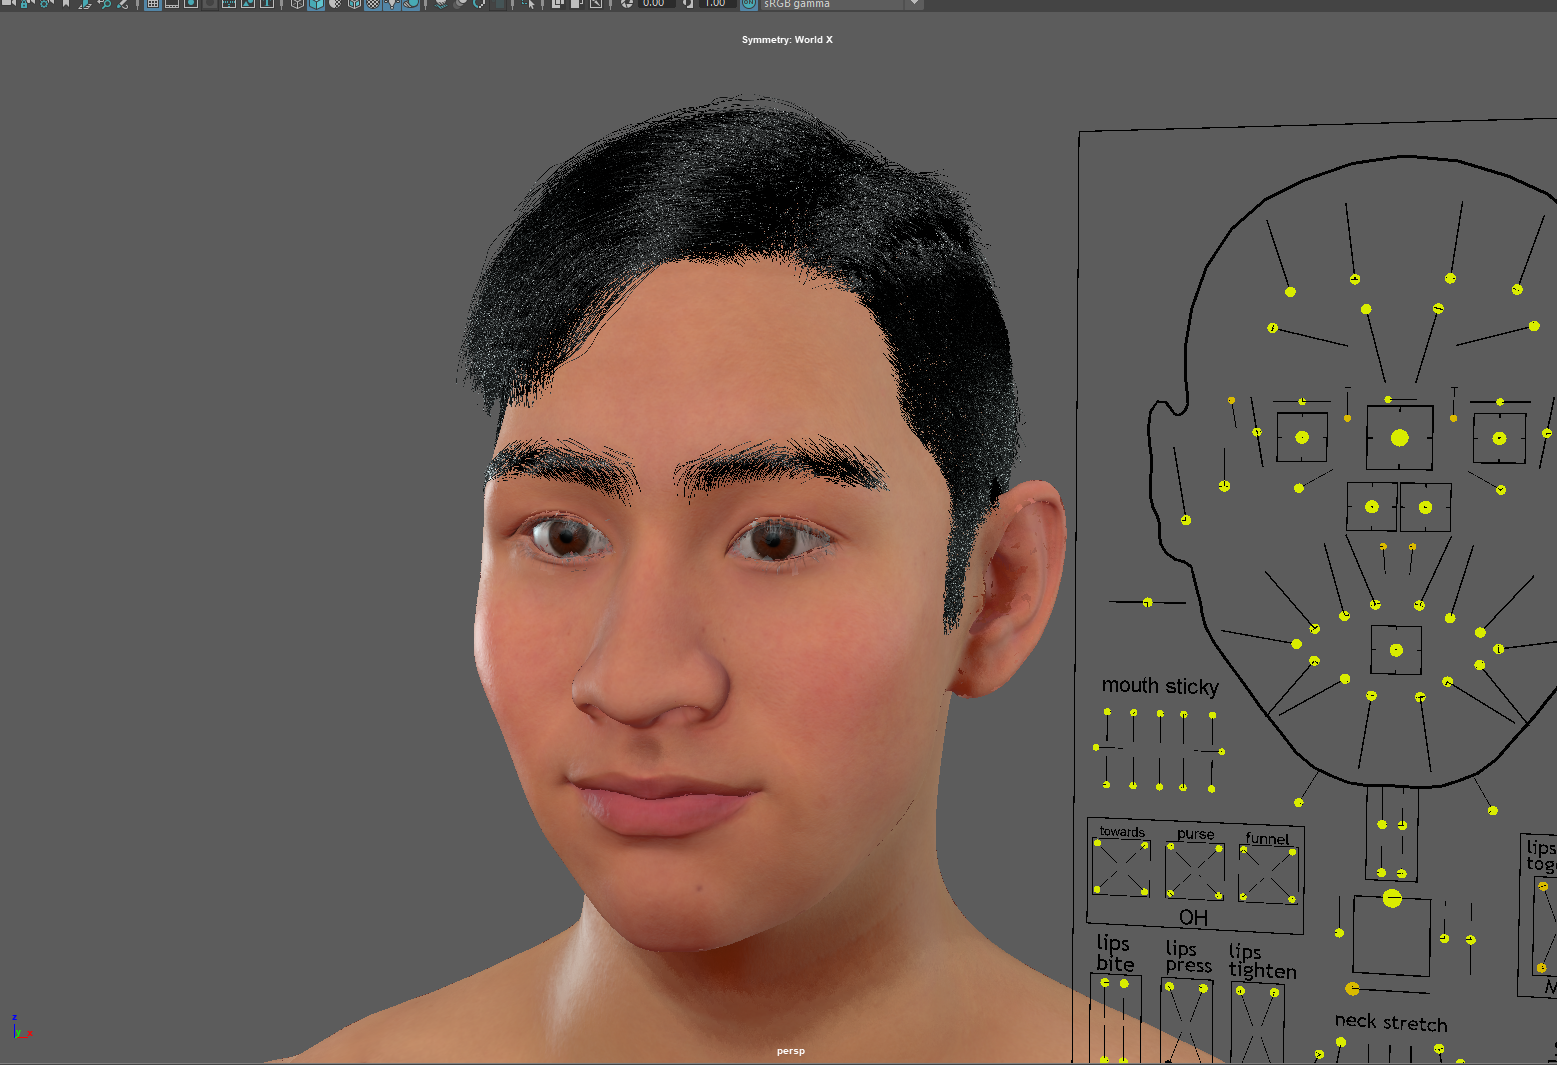 0.00
1.00
ON
sRGB gamma
Symmetry: World X
mouth sticky
towards
purse
funnel
OH
lips
bite
lips
press
lips
tighten
lips
tog
M
neck stretch
persp
z
y
x